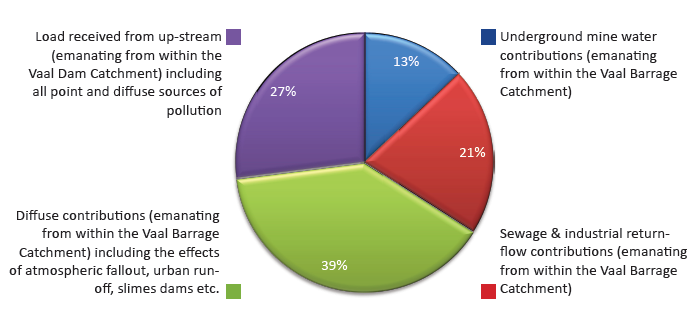 Load received from up-stream
(emanating from within the
Vaal Dam Catchment) including
all point and diffuse sources of
pollution
Underground mine water
contributions (emanating
from within the Vaal Barrage
Catchment)
13%
27%
21%
39%
Diffuse contributions (emanating
from within the Vaal Barrage
Catchment) including the effects
of atmospheric fallout, urban run-
off, slimes dams etc.
Sewage & industrial return-
flow contributions (emanating
from within the Vaal Barrage
Catchment)